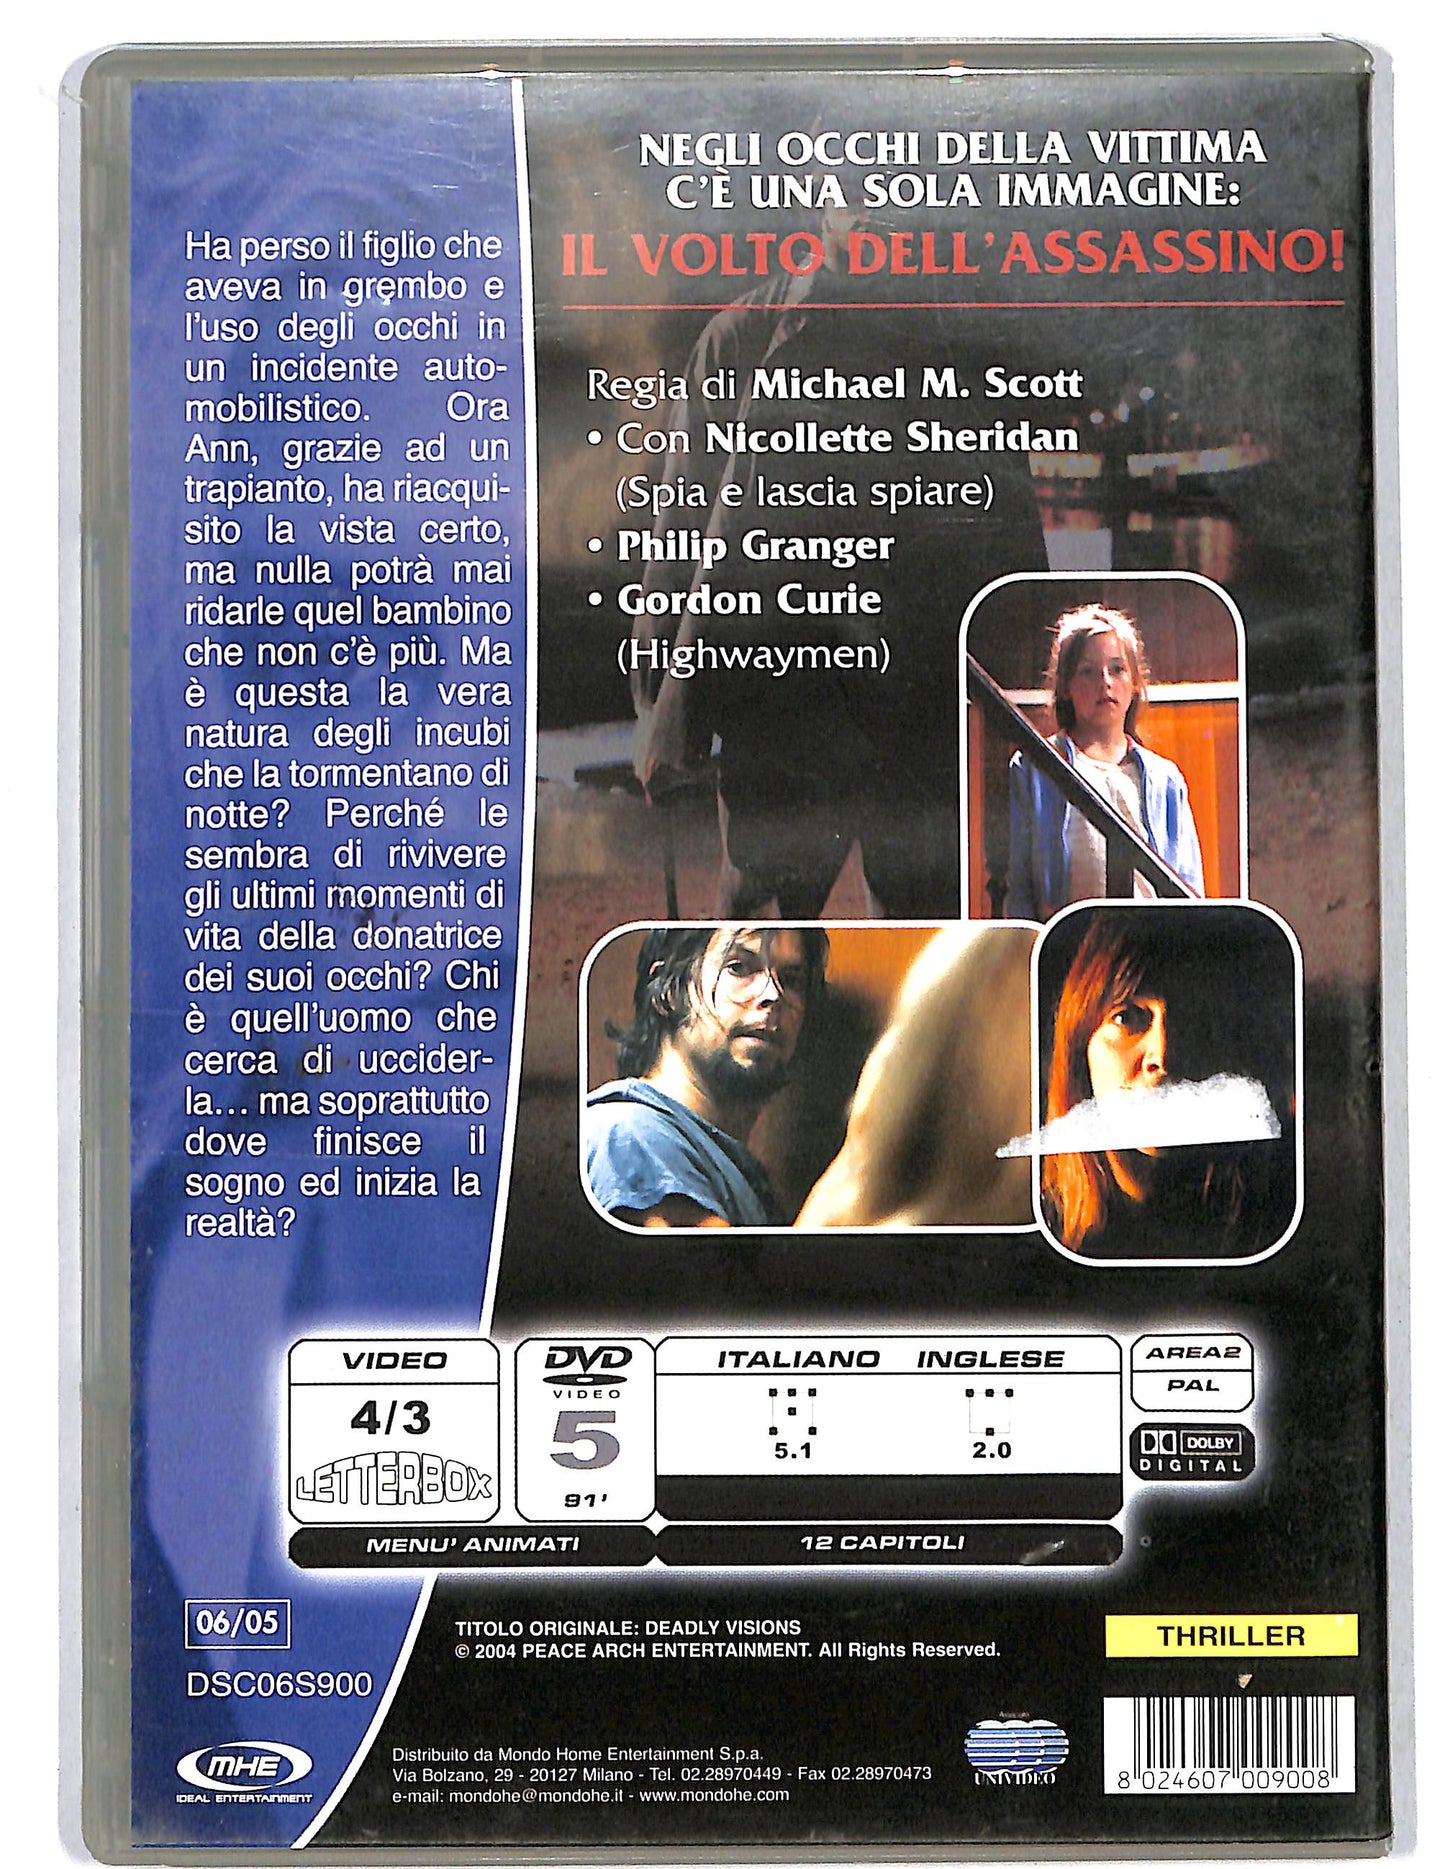 NEGLI OCCHI DELLA VITTIMA
C'È UNA SOLA IMMAGINE:
IL VOLTO DELL'ASSASSINO!
Ha perso il figlio che
aveva in grembo e
l'uso degli occhi in
un incidente auto-
mobilistico. Ora
Ann, grazie ad un
trapianto, ha riacqui-
sito la vista certo,
ma nulla potrà mai
ridarle quel bambino
che non c'è più. Ma
è questa la vera
natura degli incubi
che la tormentano di
notte? Perché le
sembra di rivivere
gli ultimi momenti di
vita della donatrice
dei suoi occhi? Chi
è quell'uomo che
cerca di uccider-
la... ma soprattutto
dove finisce il
sogno ed inizia la
realtà?
Regia di Michael M. Scott
• Con Nicollette Sheridan
(Spia e lascia spiare)
• Philip Granger
• Gordon Curie
(Highwaymen)
VIDEO
4/3
LETTERBOX
DVD
VIDEO
5
91'
ITALIANO INGLESE
5.1 2.0
AREA2
PAL
DOLBY
DIGITAL
MENU' ANIMATI
12 CAPITOLI
06/05
DSC06S900
TITOLO ORIGINALE: DEADLY VISIONS
© 2004 PEACE ARCH ENTERTAINMENT. All Rights Reserved.
THRILLER
MHE
IDEAL ENTERTAINMENT
Distribuito da Mondo Home Entertainment S.p.a.
Via Bolzano, 29 - 20127 Milano - Tel. 02.28970449 - Fax 02.28970473
e-mail: mondohe@mondohe.it - www.mondohe.com
Associato
UNIVIDEO
8 024607 009008